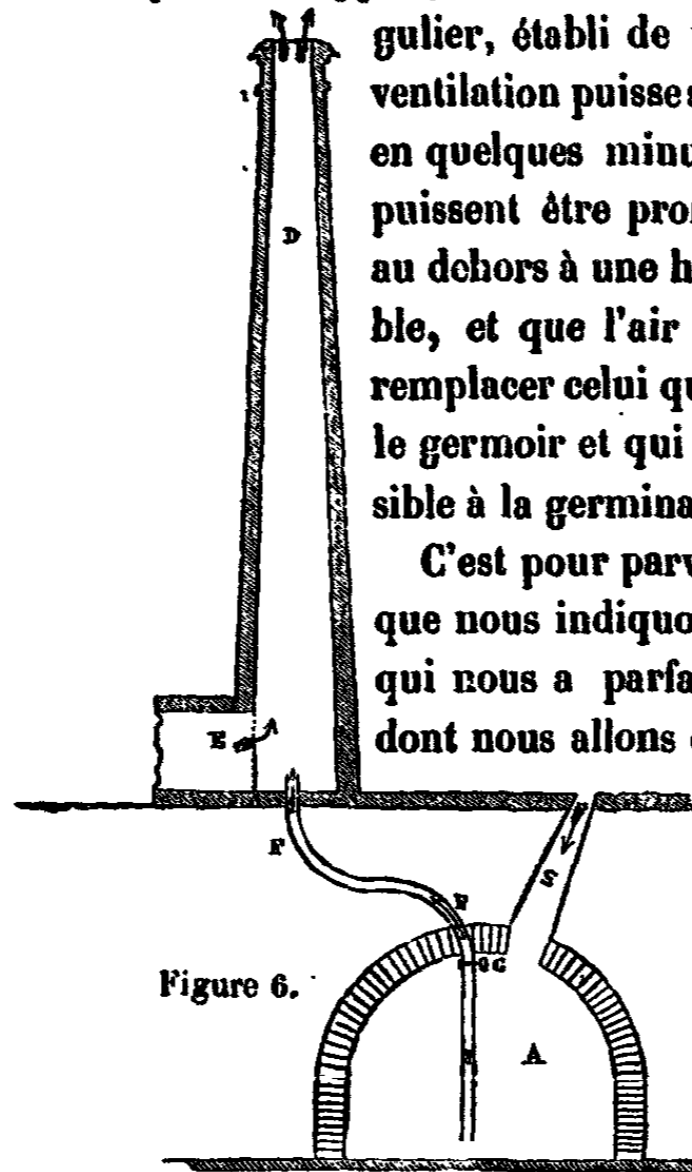 gulier, établi de
ventilation puisse
en quelques minu
puissent être pro
au dehors à une h
ble, et que l'air
remplacer celui qu
le germoir et qui
sible à la germina
C'est pour parv
que nous indiquo
qui nous a parfa
dont nous allons
D
E
F
S
G
A
Figure 6.